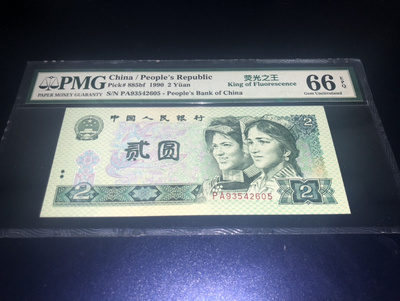 PMG
PAPER MONEY GUARANTY
China / People's Republic
Pick# 885bf 1990 2 Yüan
S/N PA93542605 - People's Bank of China
荧光之王
King of Fluorescence
66 EPQ
Gem Uncirculated
中国人民银行
贰圆
2
2
2
PA93542605